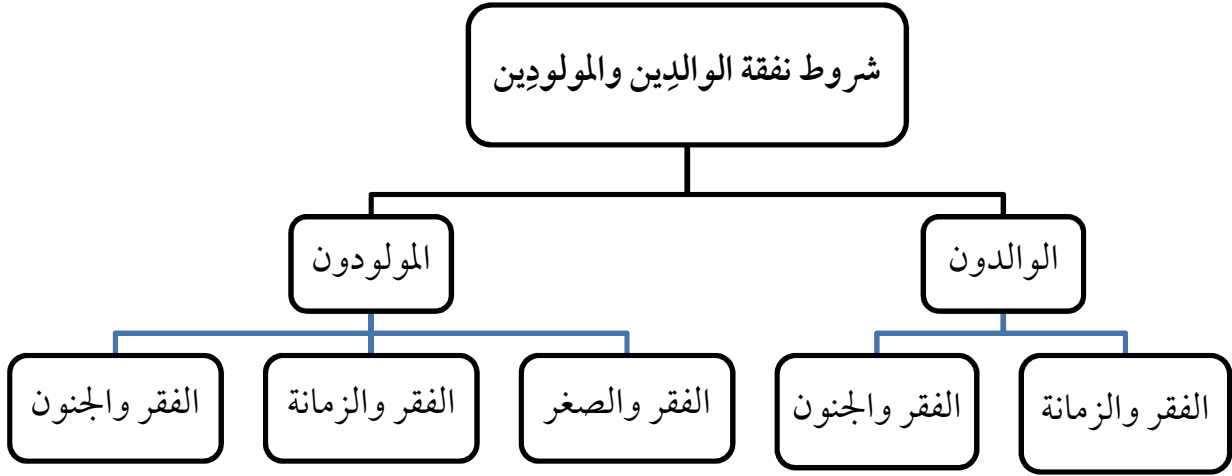 شروط نفقة الوالدِين والمولودِين
الوالدون
المولودون
الفقر والزمانة
الفقر والجنون
الفقر والصغر
الفقر والزمانة
الفقر والجنون